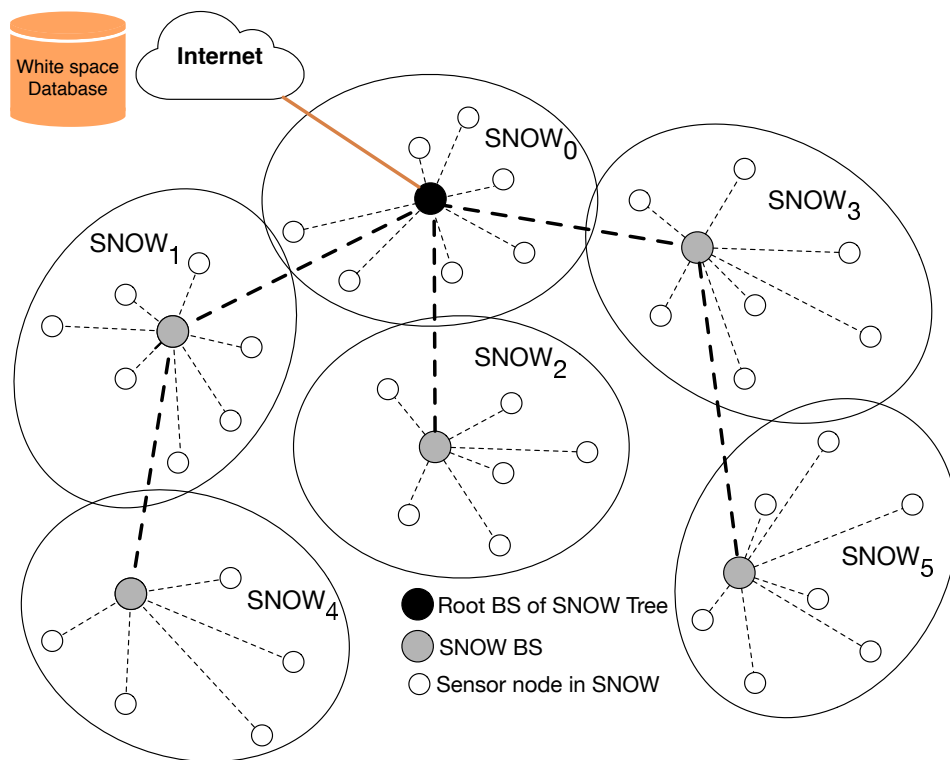 White space
Database
Internet
SNOW0
SNOW3
SNOW1
SNOW2
SNOW5
SNOW4
Root BS of SNOW Tree
SNOW BS
Sensor node in SNOW